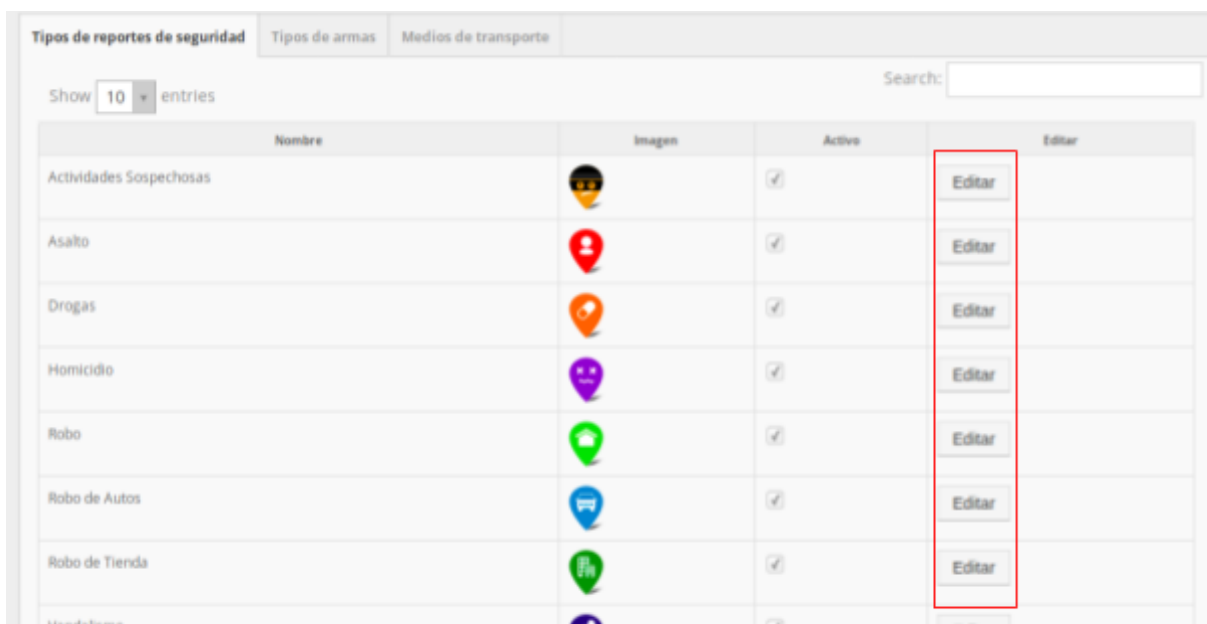 Tipos de reportes de seguridad Tipos de armas Medios de transporte
Search:
Show 10 entries
Nombre Imagen Activo Editar
Actividades Sospechosas Editar
Asalto Editar
Drogas Editar
Homicidio Editar
Robo Editar
Robo de Autos Editar
Robo de Tienda Editar